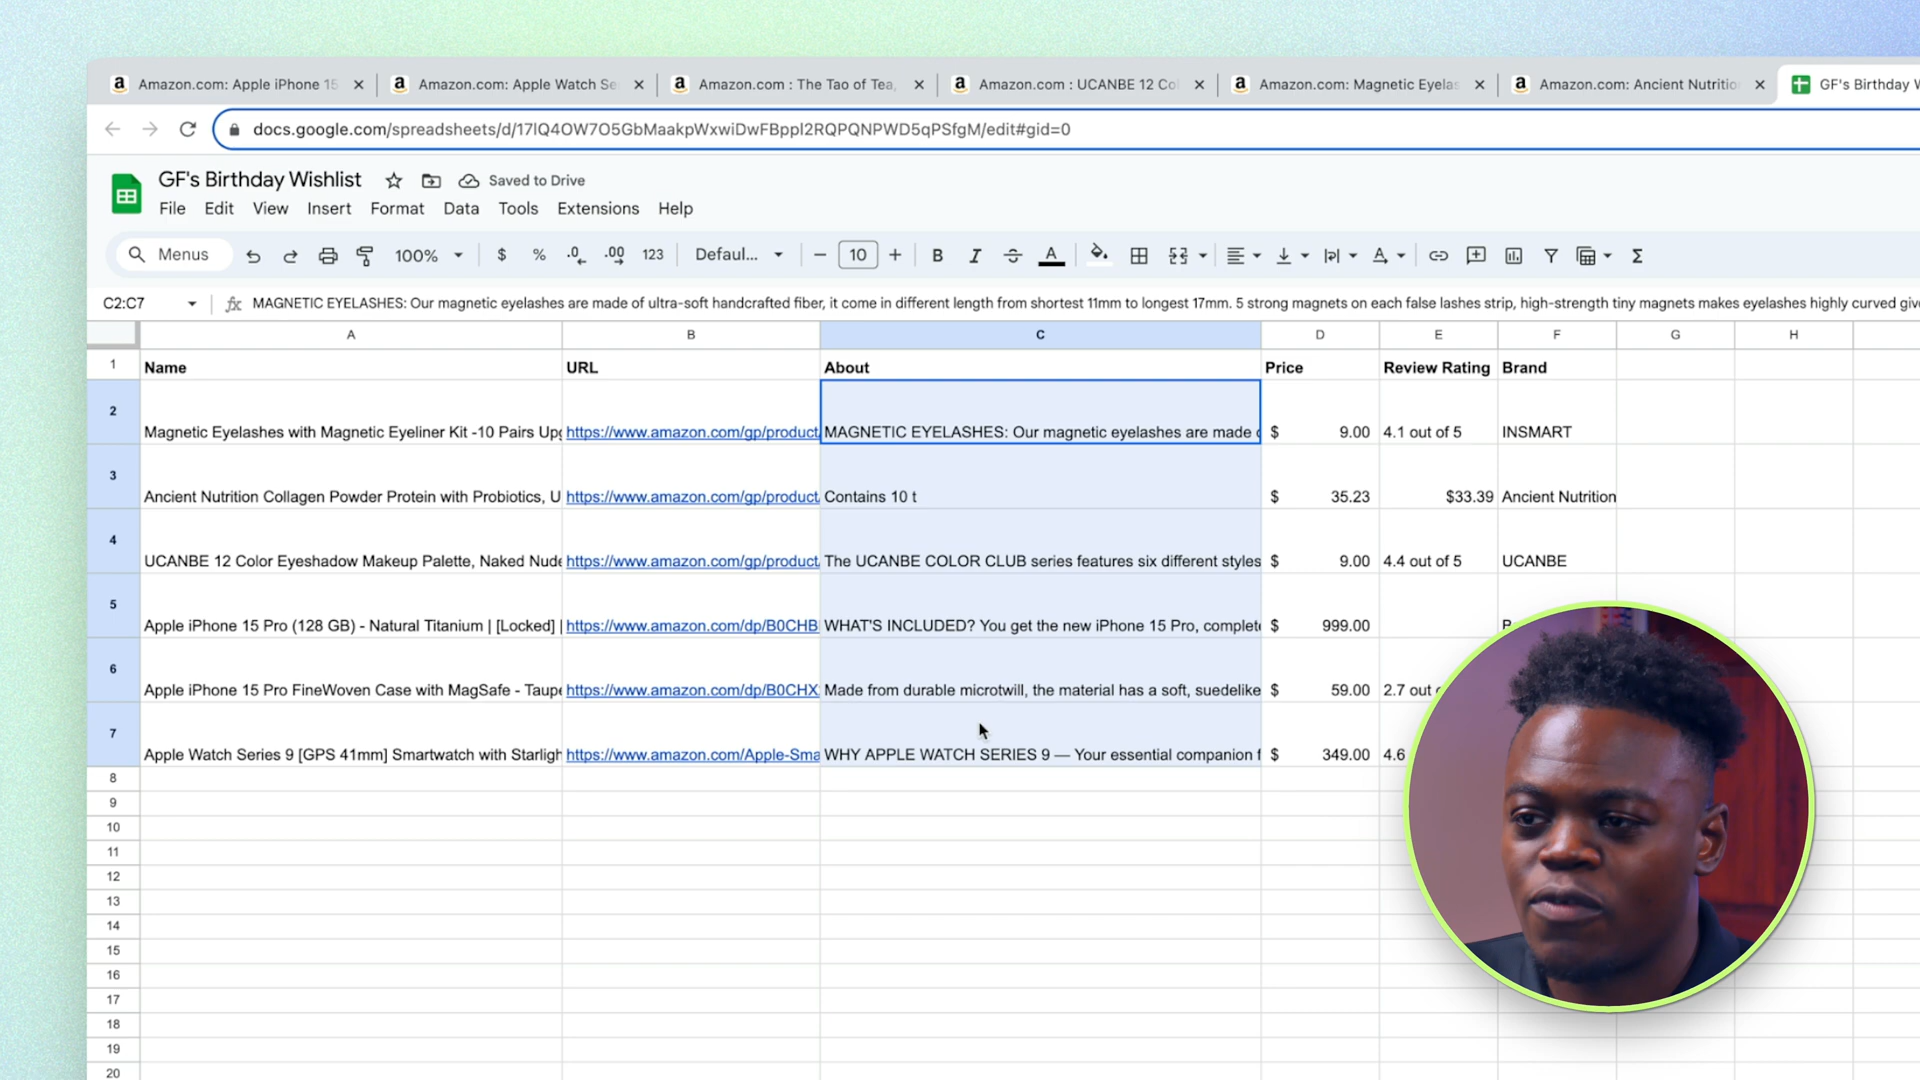 Amazon.com: Apple iPhone 15
Amazon.com: Apple Watch Se
Amazon.com : The Tao of Tea,
Amazon.com : UCANBE 12 Co
Amazon.com: Magnetic Eyelas
Amazon.com: Ancient Nutritio
GF's Birthday W
docs.google.com/spreadsheets/d/17lQ4OW7O5GbMaakpWxwiDwFBppl2RQPQNPWD5qPSfgM/edit#gid=0
GF's Birthday Wishlist Saved to Drive
File Edit View Insert Format Data Tools Extensions Help
Menus 100% $ % .0 .00 123 Defaul... 10 B I A
C2:C7 fx MAGNETIC EYELASHES: Our magnetic eyelashes are made of ultra-soft handcrafted fiber, it come in different length from shortest 11mm to longest 17mm. 5 strong magnets on each false lashes strip, high-strength tiny magnets makes eyelashes highly curved giv
A B C D E F G H
1 Name URL About Price Review Rating Brand
2 Magnetic Eyelashes with Magnetic Eyeliner Kit -10 Pairs Upg https://www.amazon.com/gp/product/ MAGNETIC EYELASHES: Our magnetic eyelashes are made $ 9.00 4.1 out of 5 INSMART
3 Ancient Nutrition Collagen Powder Protein with Probiotics, U https://www.amazon.com/gp/product/ Contains 10 t $ 35.23 $33.39 Ancient Nutrition
4 UCANBE 12 Color Eyeshadow Makeup Palette, Naked Nude https://www.amazon.com/gp/product/ The UCANBE COLOR CLUB series features six different styles $ 9.00 4.4 out of 5 UCANBE
5 Apple iPhone 15 Pro (128 GB) - Natural Titanium | [Locked] | https://www.amazon.com/dp/B0CHB WHAT'S INCLUDED? You get the new iPhone 15 Pro, complete $ 999.00
6 Apple iPhone 15 Pro FineWoven Case with MagSafe - Taupe https://www.amazon.com/dp/B0CHX Made from durable microtwill, the material has a soft, suedelike $ 59.00 2.7 out
7 Apple Watch Series 9 [GPS 41mm] Smartwatch with Starligh https://www.amazon.com/Apple-Sma WHY APPLE WATCH SERIES 9 — Your essential companion f $ 349.00 4.6
8
9
10
11
12
13
14
15
16
17
18
19
20